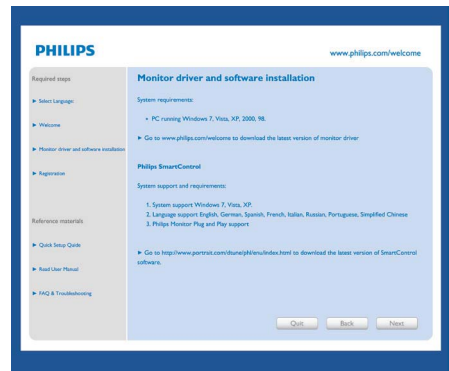 PHILIPS
www.philips.com/welcome
Required steps
Select Language:
Welcome
Monitor driver and software installation
Registration
Reference materials
Quick Setup Quide
Read User Manual
FAQ & Troubleshooting
Monitor driver and software installation
System requirements:
• PC running Windows 7, Vista, XP, 2000, 98.
Go to www.philips.com/welcome to download the latest version of monitor driver
Philips SmartControl
System support and requirements:
1. System support Windows 7, Vista, XP.
2. Language support English, German, Spanish, French, Italian, Russian, Portuguese, Simplified Chinese
3. Philips Monitor Plug and Play support
Go to http://www.portrait.com/dtune/phl/enu/index.html to download the latest version of SmartControl
software.
Quit
Back
Next